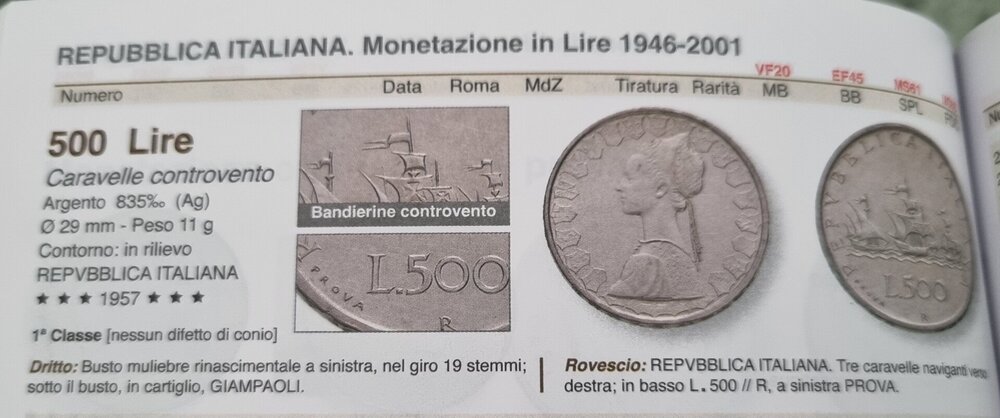 REPUBBLICA ITALIANA. Monetazione in Lire 1946-2001
Numero Data Roma MdZ Tiratura Rarità MB BB SPL
VF20 EF45 MS61
500 Lire
Caravelle controvento
Argento 835‰ (Ag)
Ø 29 mm - Peso 11 g
Contorno: in rilievo
REPVBBLICA ITALIANA
★ ★ ★ 1957 ★ ★ ★
1ª Classe [nessun difetto di conio]
Bandierine controvento
PROVA
L.500
R
REPVBBLICA
L.500
R
Dritto: Busto muliebre rinascimentale a sinistra, nel giro 19 stemmi;
sotto il busto, in cartiglio, GIAMPAOLI.
Rovescio: REPVBBLICA ITALIANA. Tre caravelle naviganti verso
destra; in basso L. 500 // R, a sinistra PROVA.